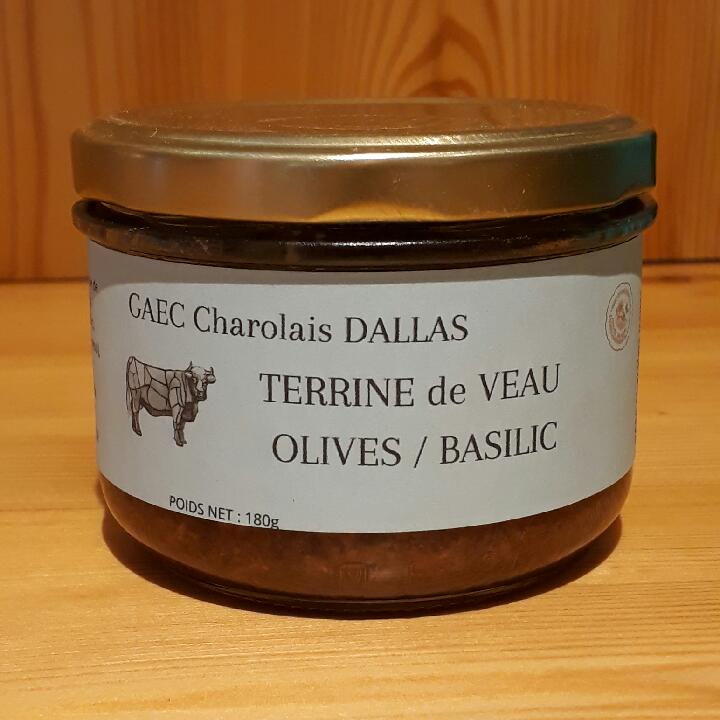 GAEC Charolais DALLAS
TERRINE de VEAU
OLIVES / BASILIC
POIDS NET : 180g